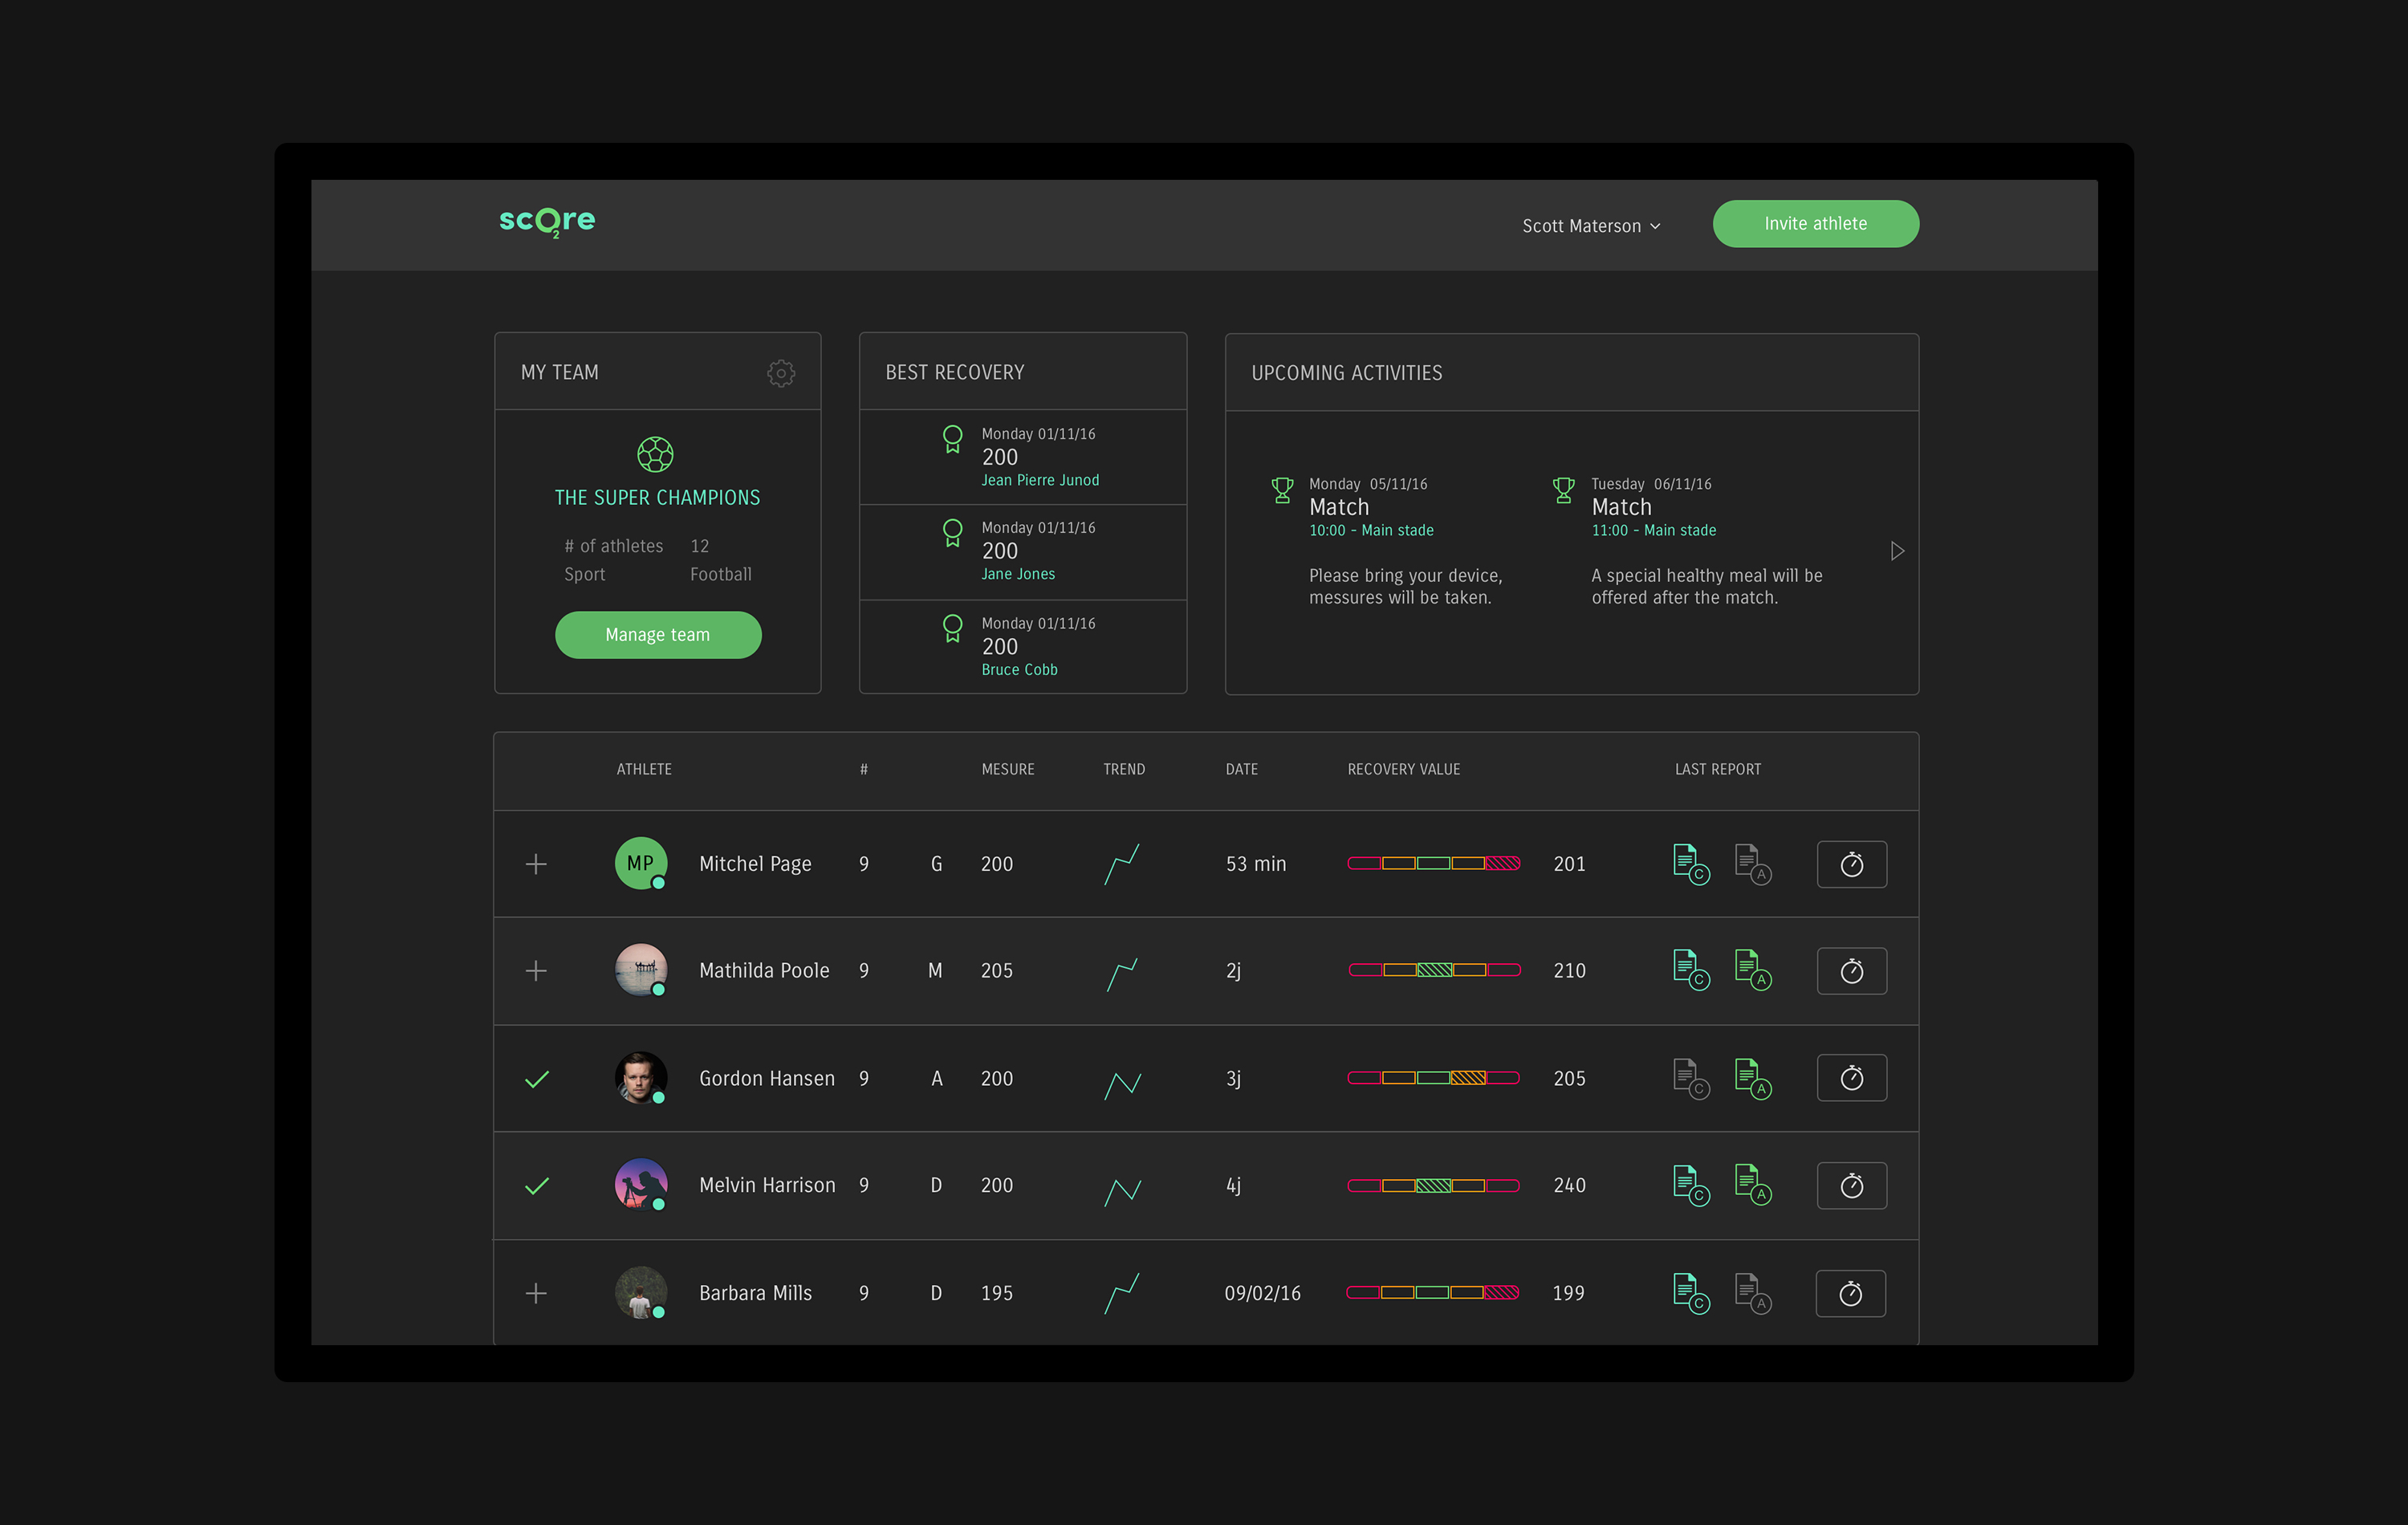 scO2re
Scott Materson
Invite athlete
MY TEAM
THE SUPER CHAMPIONS
# of athletes 12
Sport Football
Manage team
BEST RECOVERY
Monday 01/11/16
200
Jean Pierre Junod
Monday 01/11/16
200
Jane Jones
Monday 01/11/16
200
Bruce Cobb
UPCOMING ACTIVITIES
Monday 05/11/16
Match
10:00 - Main stade
Please bring your device,
messures will be taken.
Tuesday 06/11/16
Match
11:00 - Main stade
A special healthy meal will be
offered after the match.
ATHLETE # MESURE TREND DATE RECOVERY VALUE LAST REPORT
MP Mitchel Page 9 G 200 53 min 201 C A
Mathilda Poole 9 M 205 2j 210 C A
Gordon Hansen 9 A 200 3j 205 C A
Melvin Harrison 9 D 200 4j 240 C A
Barbara Mills 9 D 195 09/02/16 199 C A